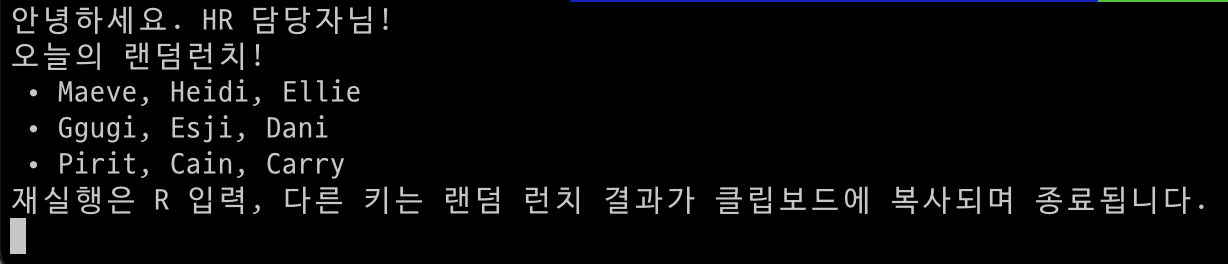 안녕하세요. HR 담당자님!
오늘의 랜덤런치!
• Maeve, Heidi, Ellie
• Ggugi, Esji, Dani
• Pirit, Cain, Carry
재실행은 R 입력, 다른 키는 랜덤 런치 결과가 클립보드에 복사되며 종료됩니다.